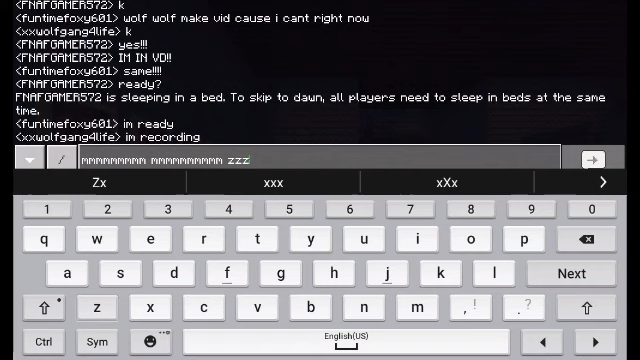 <FNAFGAMER572> k
<funtimefoxy601> wolf wolf make vid cause i cant right now
<xxwolfgang4life> k
<FNAFGAMER572> yes!!!
<FNAFGAMER572> IM IN VD!!
<funtimefoxy601> same!!!!
<FNAFGAMER572> ready?
FNAFGAMER572 is sleeping in a bed. To skip to dawn, all players need to sleep in beds at the same
time.
<funtimefoxy601> im ready
<xxwolfgang4life> im recording
/ mmmmmmmmm mmmmmmmmmm zzz
Zx xxx xXx
1 2 3 4 5 6 7 8 9 0
q w e r t y u i o p
a s d f g h j k l Next
z x c v b n m ,! .?
Ctrl Sym English(US)